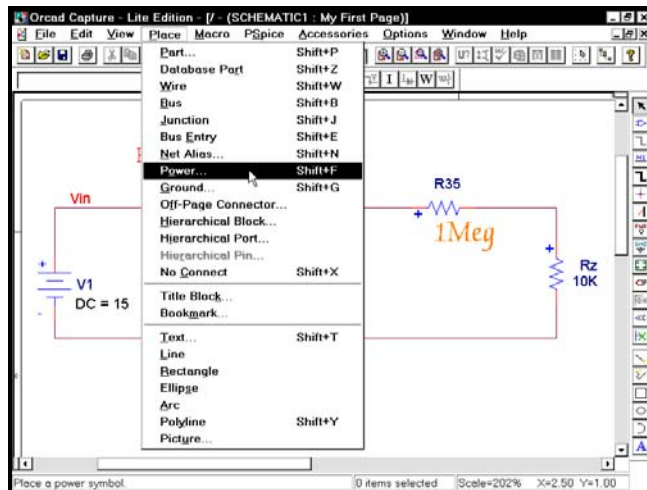 Orcad Capture - Lite Edition - [/ - (SCHEMATIC1 : My First Page)]
File Edit View Place Macro PSpice Accessories Options Window Help
Part... Shift+P
Database Part Shift+Z
Wire Shift+W
Bus Shift+B
Junction Shift+J
Bus Entry Shift+E
Net Alias... Shift+N
Power... Shift+F
Ground... Shift+G
Off-Page Connector...
Hierarchical Block...
Hierarchical Port...
Hierarchical Pin...
No Connect Shift+X
Title Block...
Bookmark...
Text... Shift+T
Line
Rectangle
Ellipse
Arc
Polyline Shift+Y
Picture...
Vin
R35
1Meg
V1
DC = 15
Rz
10K
Place a power symbol.
0 items selected Scale=202% X=2.50 Y=1.00